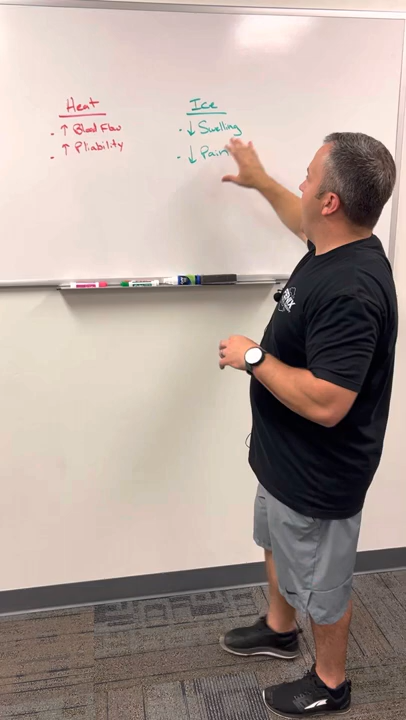 Heat
· ↑ Blood Flow
· ↑ Pliability
Ice
· ↓ Swelling
· ↓ Pain